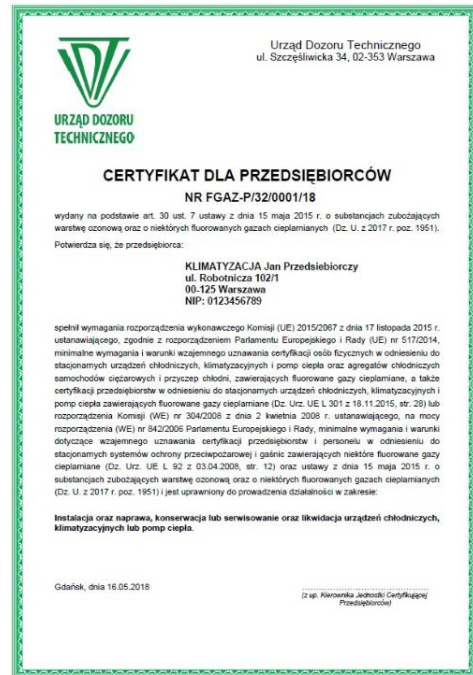 UDT
URZĄD DOZORU
TECHNICZNEGO
Urząd Dozoru Technicznego
ul. Szczęśliwicka 34, 02-353 Warszawa
CERTYFIKAT DLA PRZEDSIĘBIORCÓW
NR FGAZ-P/32/0001/18
wydany na podstawie art. 30 ust. 7 ustawy z dnia 15 maja 2015 r. o substancjach zubożających
warstwę ozonową oraz o niektórych fluorowanych gazach cieplarnianych (Dz. U. z 2017 r. poz. 1951).
Potwierdza się, że przedsiębiorca:
KLIMATYZACJA Jan Przedsiebiorczy
ul. Robotnicza 102/1
00-125 Warszawa
NIP: 0123456789
spełnił wymagania rozporządzenia wykonawczego Komisji (UE) 2015/2067 z dnia 17 listopada 2015 r.
ustanawiającego, zgodnie z rozporządzeniem Parlamentu Europejskiego i Rady (UE) nr 517/2014,
minimalne wymagania i warunki wzajemnego uznawania certyfikacji osób fizycznych w odniesieniu do
stacjonarnych urządzeń chłodniczych, klimatyzacyjnych i pomp ciepła oraz agregatów chłodniczych
samochodów ciężarowych i przyczep chłodni, zawierających fluorowane gazy cieplarniane, a także
certyfikacji przedsiębiorstw w odniesieniu do stacjonarnych urządzeń chłodniczych, klimatyzacyjnych i
pomp ciepła zawierających fluorowane gazy cieplarniane (Dz. Urz. UE L 301 z 18.11.2015, str. 28) lub
rozporządzenia Komisji (WE) nr 304/2008 z dnia 2 kwietnia 2008 r. ustanawiającego, na mocy
rozporządzenia (WE) nr 842/2006 Parlamentu Europejskiego i Rady, minimalne wymagania i warunki
dotyczące wzajemnego uznawania certyfikacji przedsiębiorstw i personelu w odniesieniu do
stacjonarnych systemów ochrony przeciwpożarowej i gaśnic zawierających niektóre fluorowane gazy
cieplarniane (Dz. Urz. UE L 92 z 03.04.2008, str. 12) oraz ustawy z dnia 15 maja 2015 r. o
substancjach zubożających warstwę ozonową oraz o niektórych fluorowanych gazach cieplarnianych
(Dz. U. z 2017 r. poz. 1951) i jest uprawniony do prowadzenia działalności w zakresie:
Instalacja oraz naprawa, konserwacja lub serwisowanie oraz likwidacja urządzeń chłodniczych,
klimatyzacyjnych lub pomp ciepła.
Gdańsk, dnia 16.05.2018
(z up. Kierownika Jednostki Certyfikującej
Przedsiębiorców)